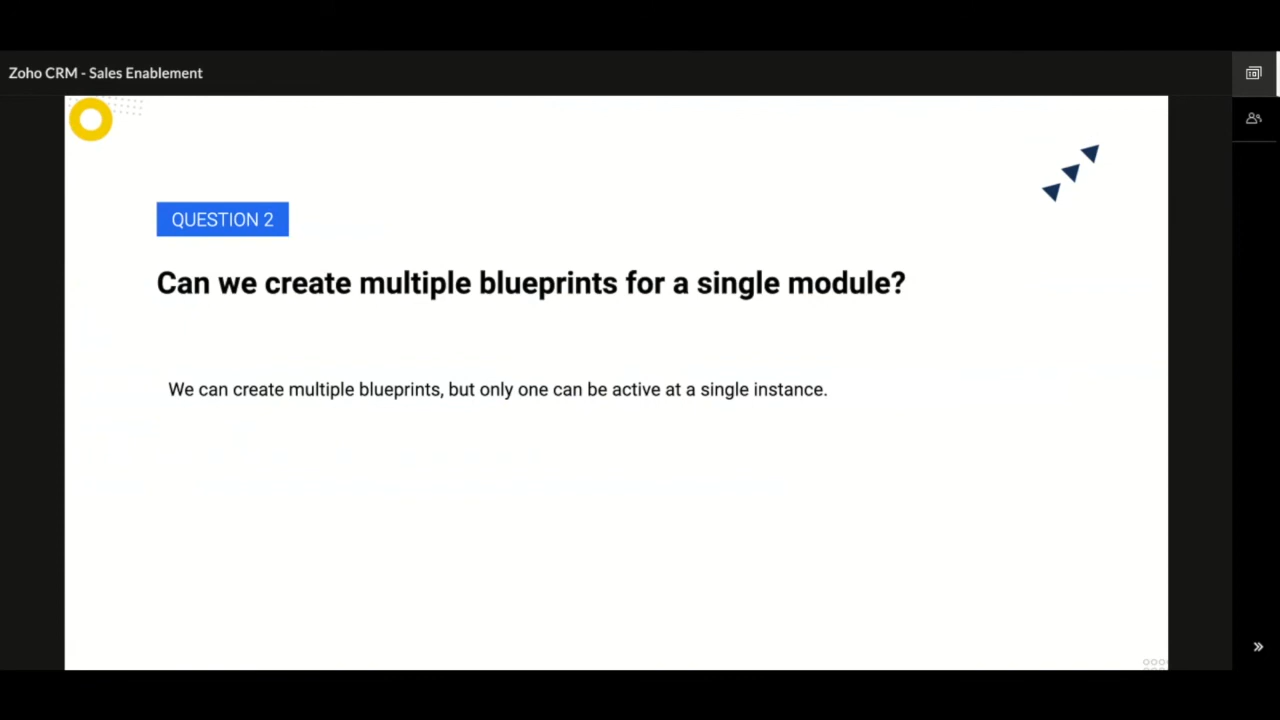 Zoho CRM - Sales Enablement
QUESTION 2
Can we create multiple blueprints for a single module?
We can create multiple blueprints, but only one can be active at a single instance.